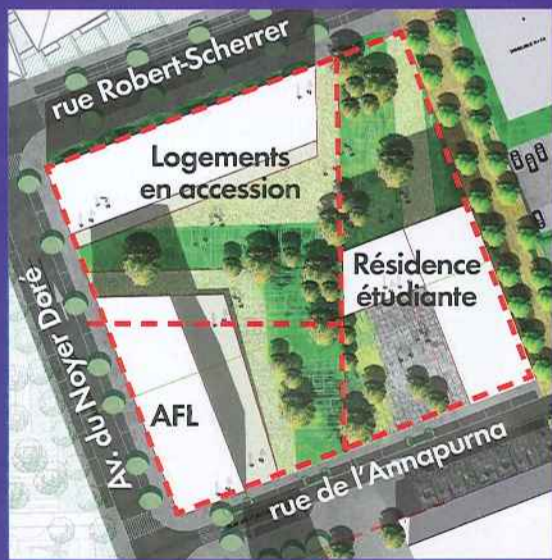 rue Robert-Scherrer
Logements
en accession
Résidence
étudiante
Av. du Noyer Doré
AFL
rue de l'Annapurna